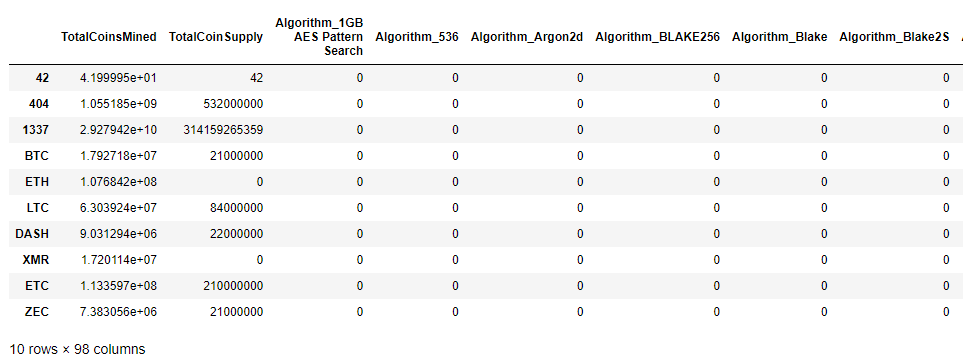 TotalCoinsMined TotalCoinSupply Algorithm_1GB AES Pattern Search Algorithm_536 Algorithm_Argon2d Algorithm_BLAKE256 Algorithm_Blake Algorithm_Blake2S
42 4.199995e+01 42 0 0 0 0 0 0
404 1.055185e+09 532000000 0 0 0 0 0 0
1337 2.927942e+10 314159265359 0 0 0 0 0 0
BTC 1.792718e+07 21000000 0 0 0 0 0 0
ETH 1.076842e+08 0 0 0 0 0 0 0
LTC 6.303924e+07 84000000 0 0 0 0 0 0
DASH 9.031294e+06 22000000 0 0 0 0 0 0
XMR 1.720114e+07 0 0 0 0 0 0 0
ETC 1.133597e+08 210000000 0 0 0 0 0 0
ZEC 7.383056e+06 21000000 0 0 0 0 0 0
10 rows × 98 columns